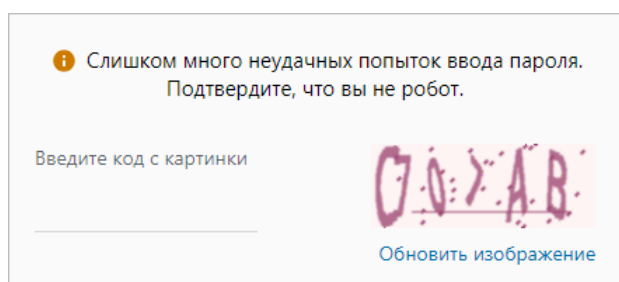 Слишком много неудачных попыток ввода пароля.
Подтвердите, что вы не робот.
Введите код с картинки
Обновить изображение